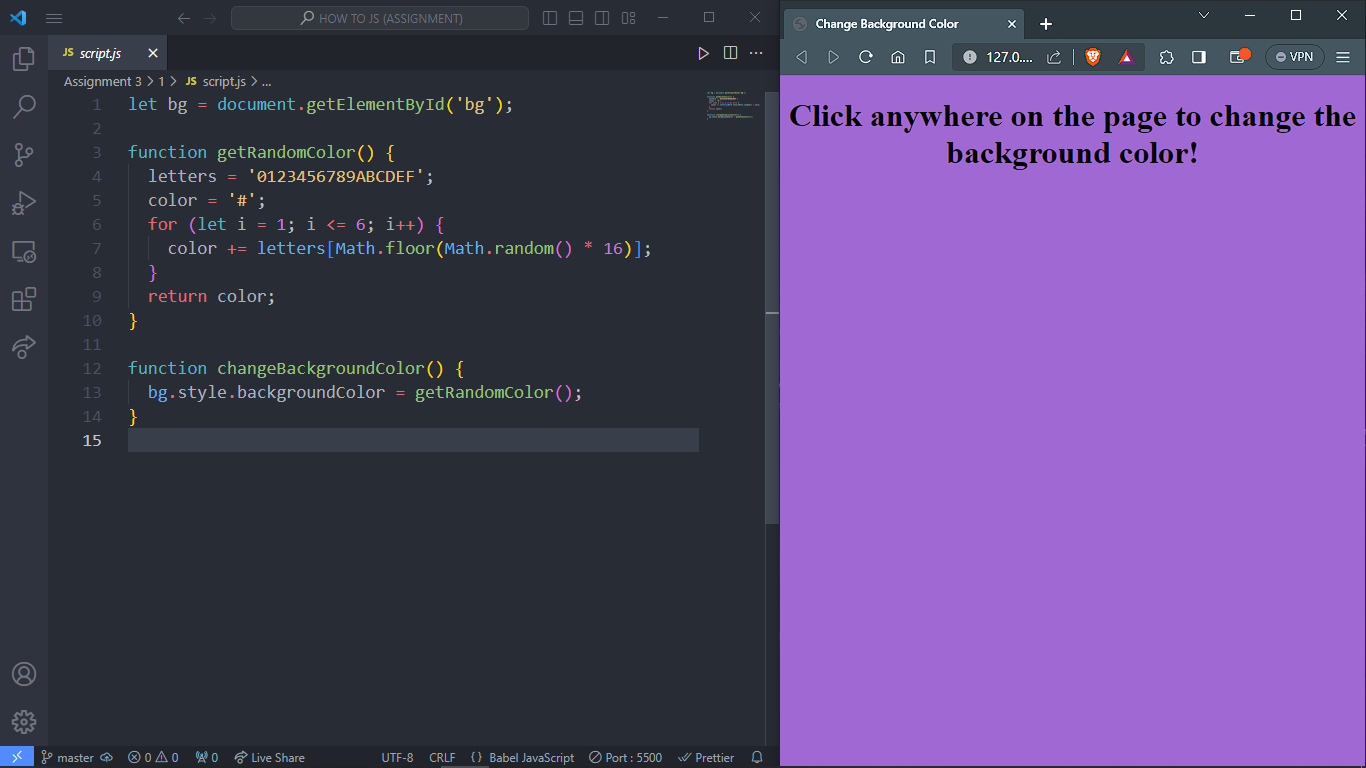 HOW TO JS (ASSIGNMENT)
JS script.js
Assignment 3 > 1 > JS script.js > ...
1 let bg = document.getElementById('bg');
2
3 function getRandomColor() {
4 letters = '0123456789ABCDEF';
5 color = '#';
6 for (let i = 1; i <= 6; i++) {
7 color += letters[Math.floor(Math.random() * 16)];
8 }
9 return color;
10 }
11
12 function changeBackgroundColor() {
13 bg.style.backgroundColor = getRandomColor();
14 }
15
master 0 0 0 Live Share UTF-8 CRLF {} Babel JavaScript Port : 5500 Prettier
Change Background Color
127.0.... VPN
Click anywhere on the page to change the
background color!